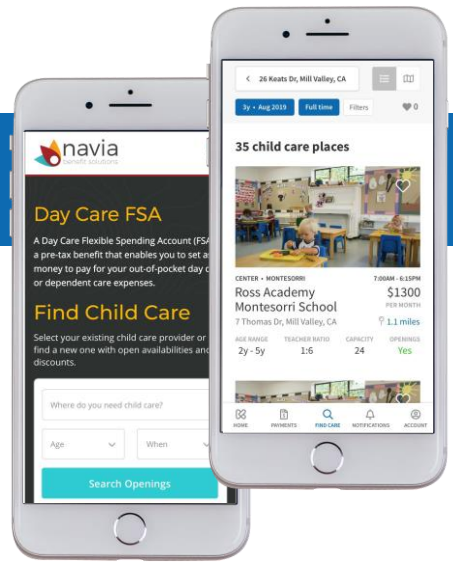 navia
benefit solutions
Day Care FSA
A Day Care Flexible Spending Account (FSA
a pre-tax benefit that enables you to set
money to pay for your out-of-pocket day
or dependent care expenses.
Find Child Care
Select your existing child care provider or
find a new one with open availabilities and
discounts.
Where do you need child care?
Age When
Search Openings
26 Keats Dr, Mill Valley, CA
3y • Aug 2019 Full time Filters 0
35 child care places
CENTER • MONTESSORI 7:00AM - 6:15PM
Ross Academy $1300
Montesorri School PER MONTH
7 Thomas Dr, Mill Valley, CA 1.1 miles
AGE RANGE TEACHER RATIO CAPACITY OPENINGS
2y - 5y 1:6 24 Yes
HOME PAYMENTS FIND CARE NOTIFICATIONS ACCOUNT